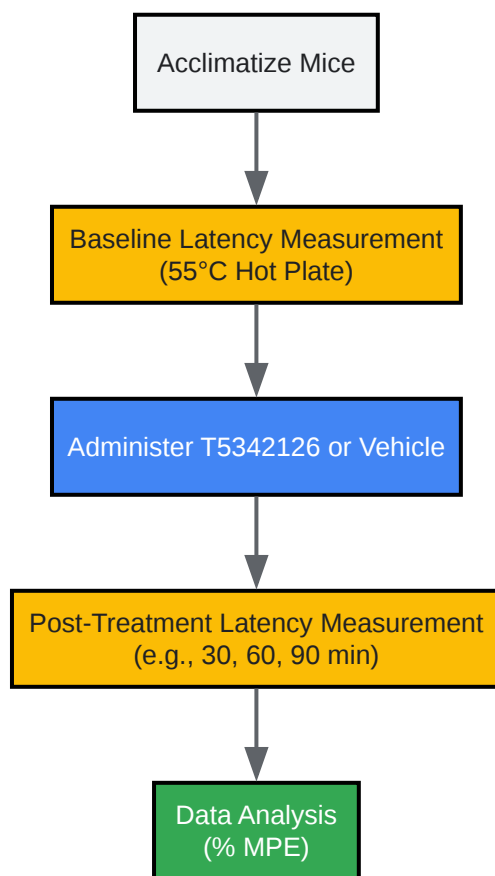 Acclimatize Mice
Baseline Latency Measurement
(55°C Hot Plate)
Administer T5342126 or Vehicle
Post-Treatment Latency Measurement
(e.g., 30, 60, 90 min)
Data Analysis
(% MPE)